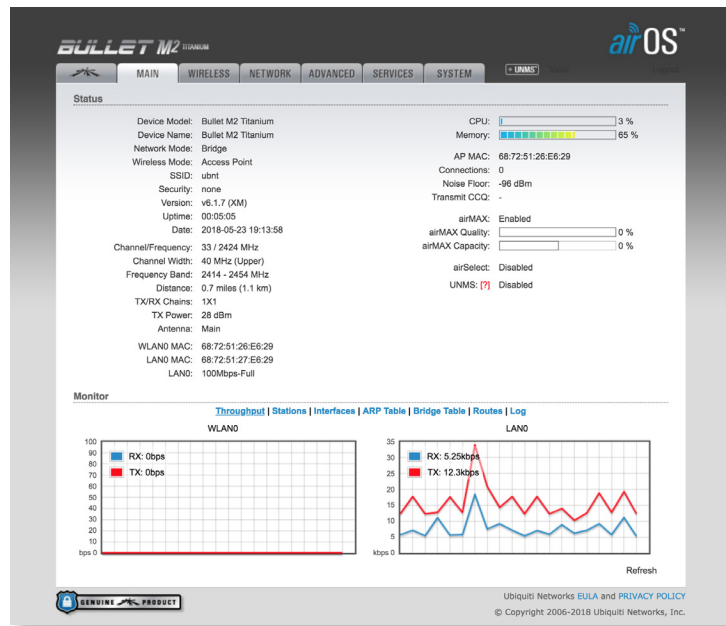 BULLET M2 TITANIUM
airOS™
MAIN WIRELESS NETWORK ADVANCED SERVICES SYSTEM + UNMS Logout
Status
Device Model: Bullet M2 Titanium
Device Name: Bullet M2 Titanium
Network Mode: Bridge
Wireless Mode: Access Point
SSID: ubnt
Security: none
Version: v6.1.7 (XM)
Uptime: 00:05:05
Date: 2018-05-23 19:13:58
Channel/Frequency: 33 / 2424 MHz
Channel Width: 40 MHz (Upper)
Frequency Band: 2414 - 2454 MHz
Distance: 0.7 miles (1.1 km)
TX/RX Chains: 1X1
TX Power: 28 dBm
Antenna: Main
WLAN0 MAC: 68:72:51:26:E6:29
LAN0 MAC: 68:72:51:27:E6:29
LAN0: 100Mbps-Full
CPU: 3 %
Memory: 65 %
AP MAC: 68:72:51:26:E6:29
Connections: 0
Noise Floor: -96 dBm
Transmit CCQ: -
airMAX: Enabled
airMAX Quality: 0 %
airMAX Capacity: 0 %
airSelect: Disabled
UNMS: [?] Disabled
Monitor
Throughput | Stations | Interfaces | ARP Table | Bridge Table | Routes | Log
WLAN0
100
90
80
70
60
50
40
30
20
10
bps 0
RX: 0bps
TX: 0bps
LAN0
35
30
25
20
15
10
5
kbps 0
RX: 5.25kbps
TX: 12.3kbps
Refresh
GENUINE PRODUCT
Ubiquiti Networks EULA and PRIVACY POLICY
© Copyright 2006-2018 Ubiquiti Networks, Inc.